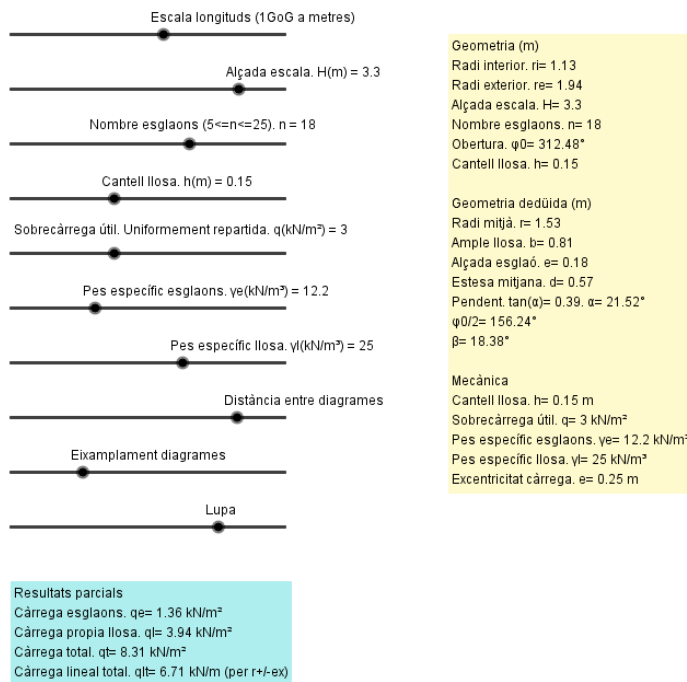 Escala longituds (1GoG a metres)
Alçada escala. H(m) = 3.3
Nombre esglaons (5<=n<=25). n = 18
Cantell llosa. h(m) = 0.15
Sobrecàrrega útil. Uniformement repartida. q(kN/m²) = 3
Pes específic esglaons. γe(kN/m³) = 12.2
Pes específic llosa. γl(kN/m³) = 25
Distància entre diagrames
Eixamplament diagrames
Lupa
Geometria (m)
Radi interior. ri= 1.13
Radi exterior. re= 1.94
Alçada escala. H= 3.3
Nombre esglaons. n= 18
Obertura. φ0= 312.48°
Cantell llosa. h= 0.15
Geometria dedüida (m)
Radi mitjà. r= 1.53
Ample llosa. b= 0.81
Alçada esglaó. e= 0.18
Estesa mitjana. d= 0.57
Pendent. tan(α)= 0.39. α= 21.52°
φ0/2= 156.24°
β= 18.38°
Mecànica
Cantell llosa. h= 0.15 m
Sobrecàrrega útil. q= 3 kN/m²
Pes específic esglaons. γe= 12.2 kN/m³
Pes específic llosa. γl= 25 kN/m³
Excentricitat càrrega. e= 0.25 m
Resultats parcials
Càrrega esglaons. qe= 1.36 kN/m²
Càrrega propia llosa. ql= 3.94 kN/m²
Càrrega total. qt= 8.31 kN/m²
Càrrega lineal total. qlt= 6.71 kN/m (per r+/-ex)